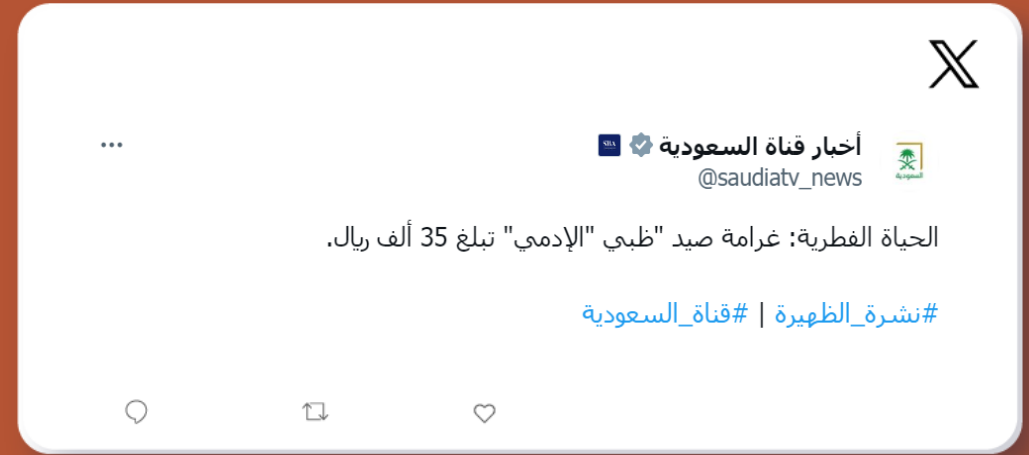 أخبار قناة السعودية
@saudiatv_news
الحياة الفطرية: غرامة صيد "ظبي "الإدمي" تبلغ 35 ألف ريال.
#نشرة_الظهيرة | #قناة_السعودية